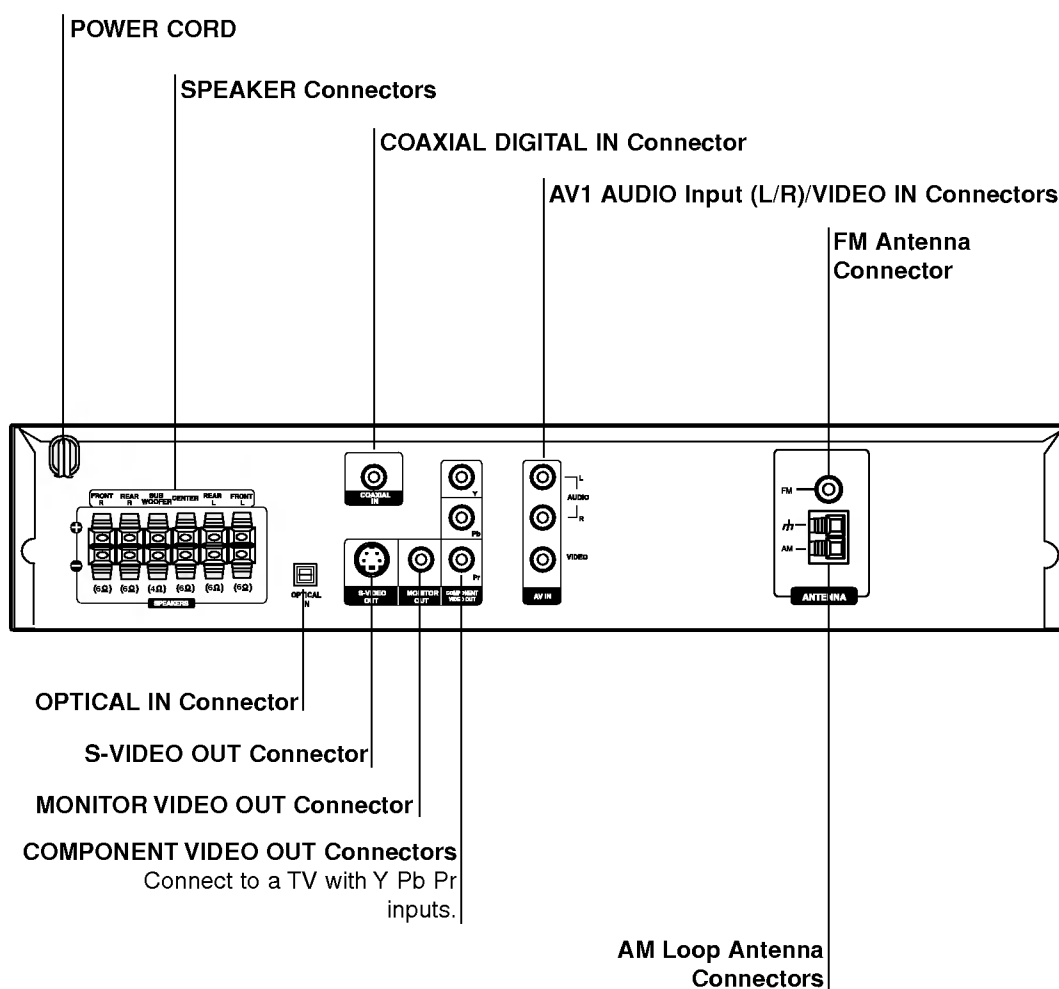 POWER CORD
SPEAKER Connectors
COAXIAL DIGITAL IN Connector
AV1 AUDIO Input (L/R)/VIDEO IN Connectors
FM Antenna
Connector
FRONT R
REAR R
SUB WOOFER
CENTER
REAR L
FRONT L
(6Ω) (6Ω) (4Ω) (6Ω) (6Ω) (6Ω)
SPEAKERS
OPTICAL
IN
COAXIAL
IN
Y
Pb
Pr
S-VIDEO
OUT
MONITOR
OUT
COMPONENT
VIDEO OUT
L
AUDIO
R
VIDEO
AV IN
FM
AM
ANTENNA
OPTICAL IN Connector
S-VIDEO OUT Connector
MONITOR VIDEO OUT Connector
COMPONENT VIDEO OUT Connectors
Connect to a TV with Y Pb Pr
inputs.
AM Loop Antenna
Connectors